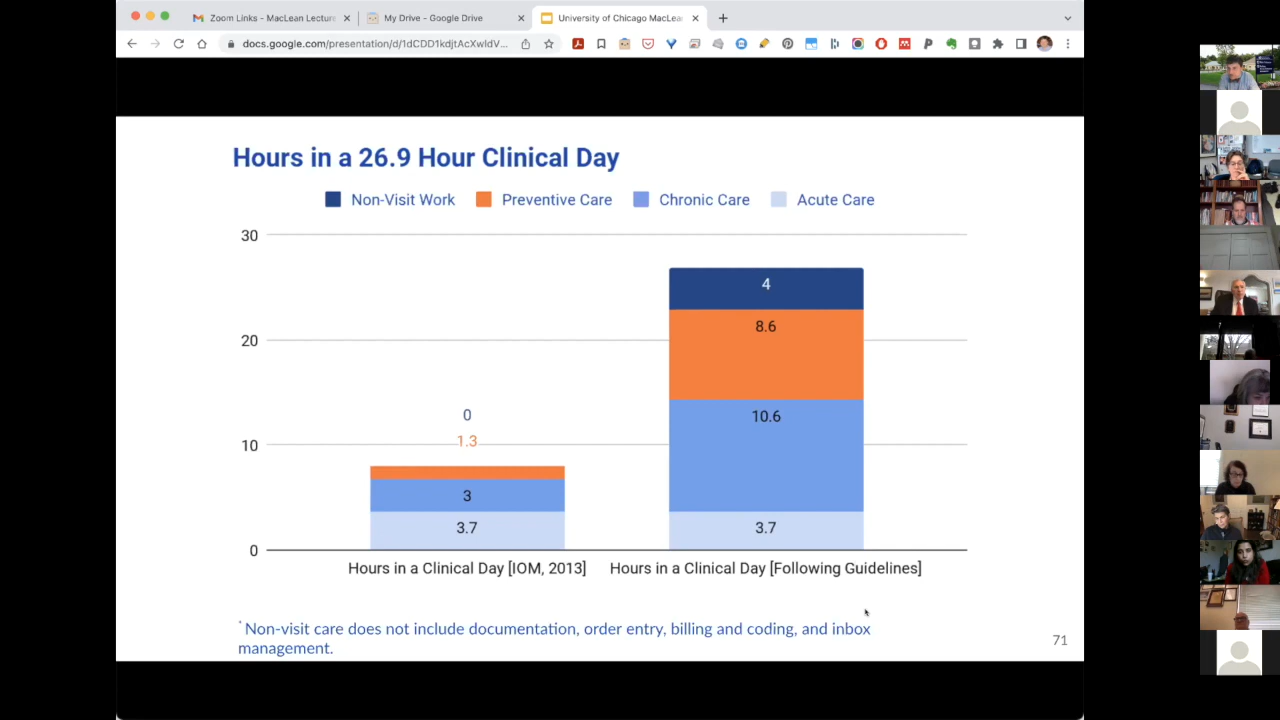 Zoom Links - MacLean Lecture
My Drive - Google Drive
University of Chicago MacLea
docs.google.com/presentation/d/1dCDD1kdjtAcXwIdV...
Hours in a 26.9 Hour Clinical Day
Non-Visit Work Preventive Care Chronic Care Acute Care
30
20
10
0
0
1.3
3
3.7
4
8.6
10.6
3.7
Hours in a Clinical Day [IOM, 2013]
Hours in a Clinical Day [Following Guidelines]
* Non-visit care does not include documentation, order entry, billing and coding, and inbox
management.
71